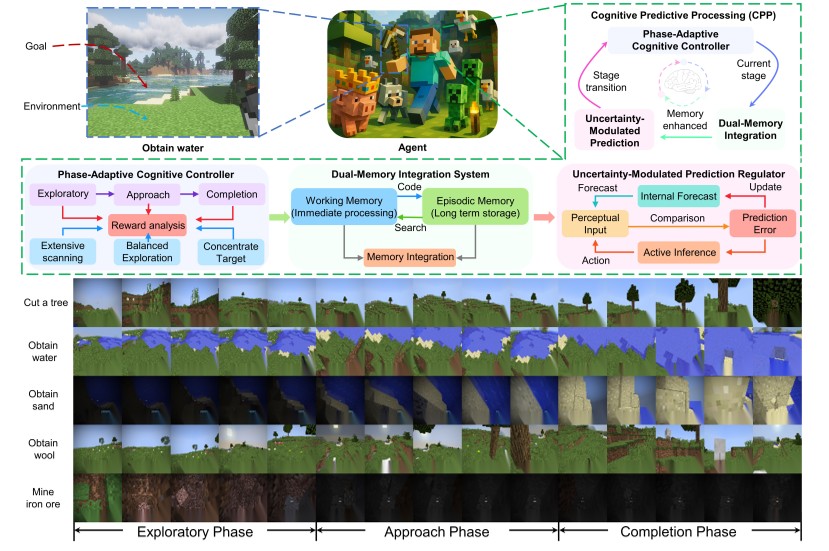 Goal
Environment
Obtain water
Agent
Cognitive Predictive Processing (CPP)
Phase-Adaptive
Cognitive Controller
Stage
transition
Current
stage
Memory
enhanced
Uncertainty-
Modulated
Prediction
Dual-Memory
Integration
Phase-Adaptive Cognitive Controller
Exploratory
Approach
Completion
Reward analysis
Extensive
scanning
Balanced
Exploration
Concentrate
Target
Dual-Memory Integration System
Working Memory
(Immediate processing)
Code
Search
Episodic Memory
(Long term storage)
Memory Integration
Uncertainty-Modulated Prediction Regulator
Forecast
Internal Forecast
Update
Perceptual
Input
Comparison
Prediction
Error
Action
Active Inference
Cut a tree
Obtain
water
Obtain
sand
Obtain
wool
Mine
iron ore
Exploratory Phase
Approach Phase
Completion Phase